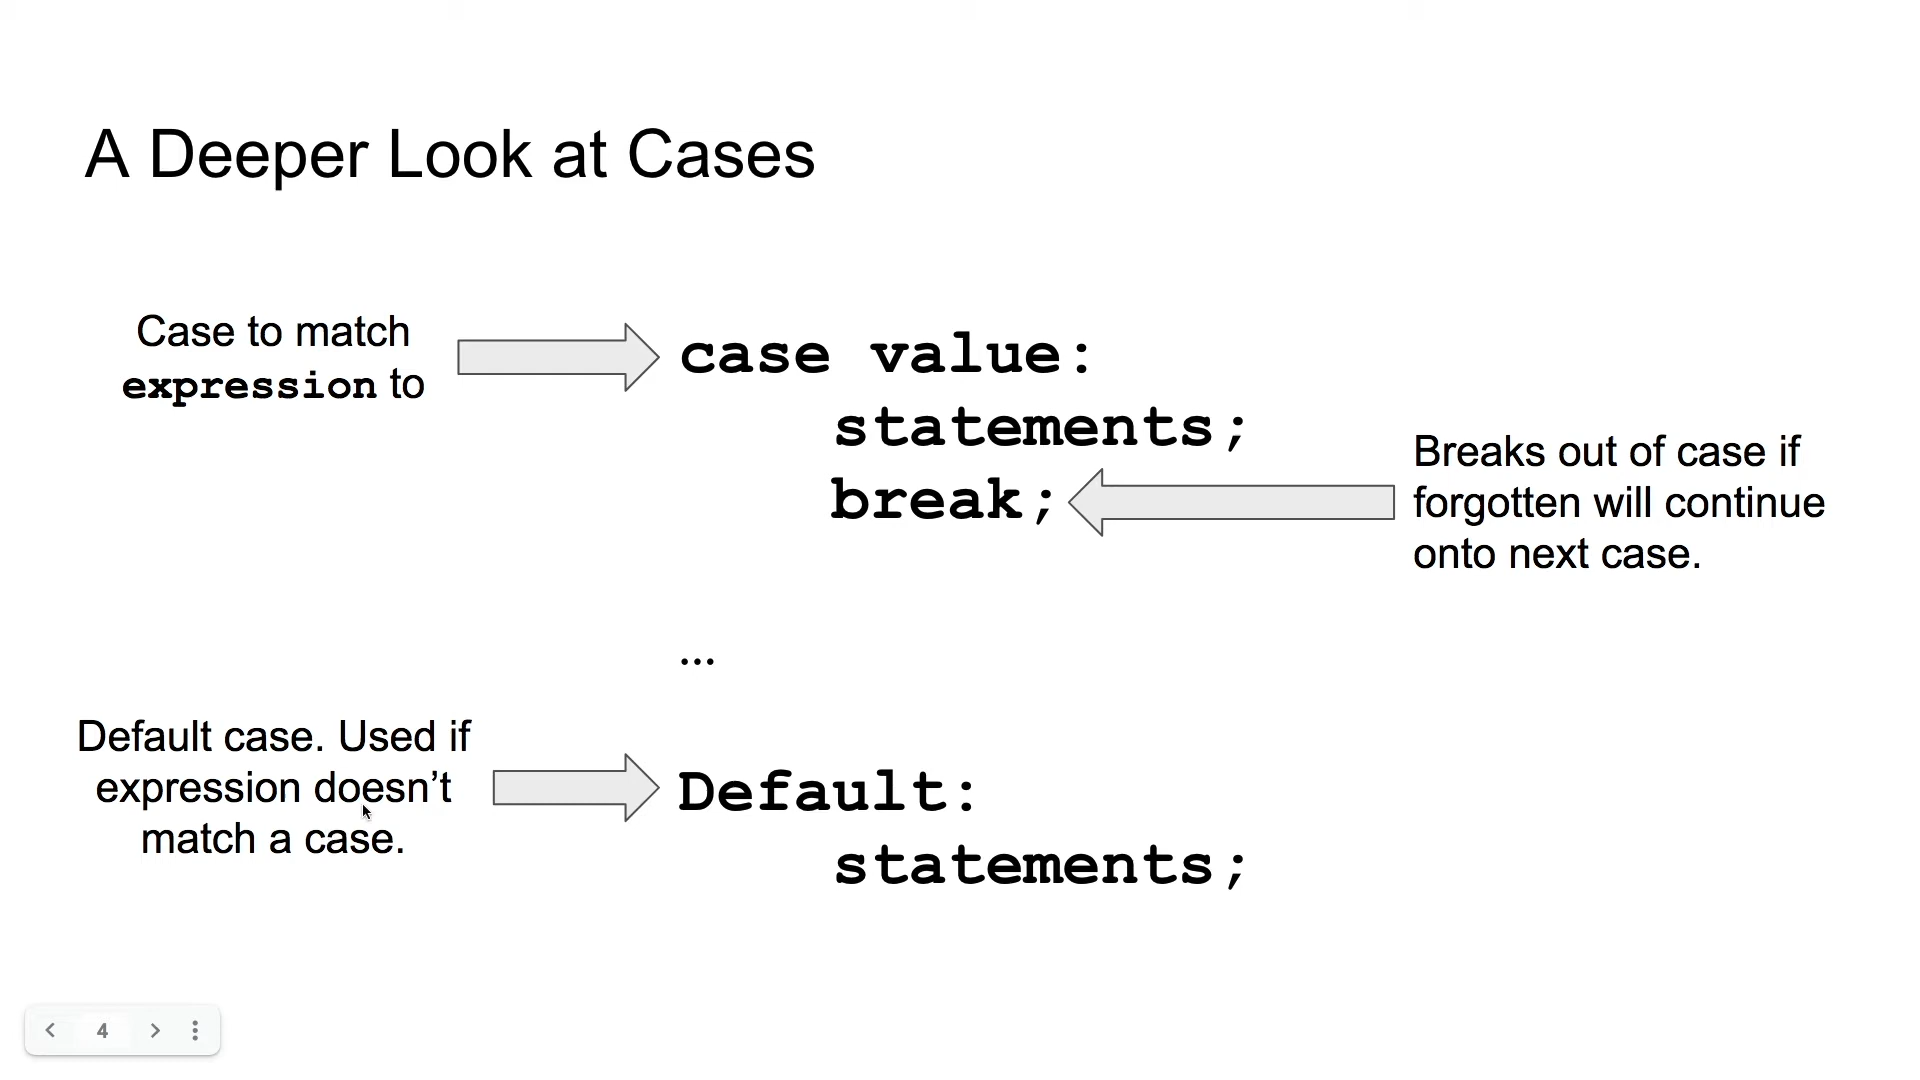 A Deeper Look at Cases
Case to match
expression to
case value:
statements;
break;
Breaks out of case if
forgotten will continue
onto next case.
...
Default case. Used if
expression doesn’t
match a case.
Default:
statements;
4